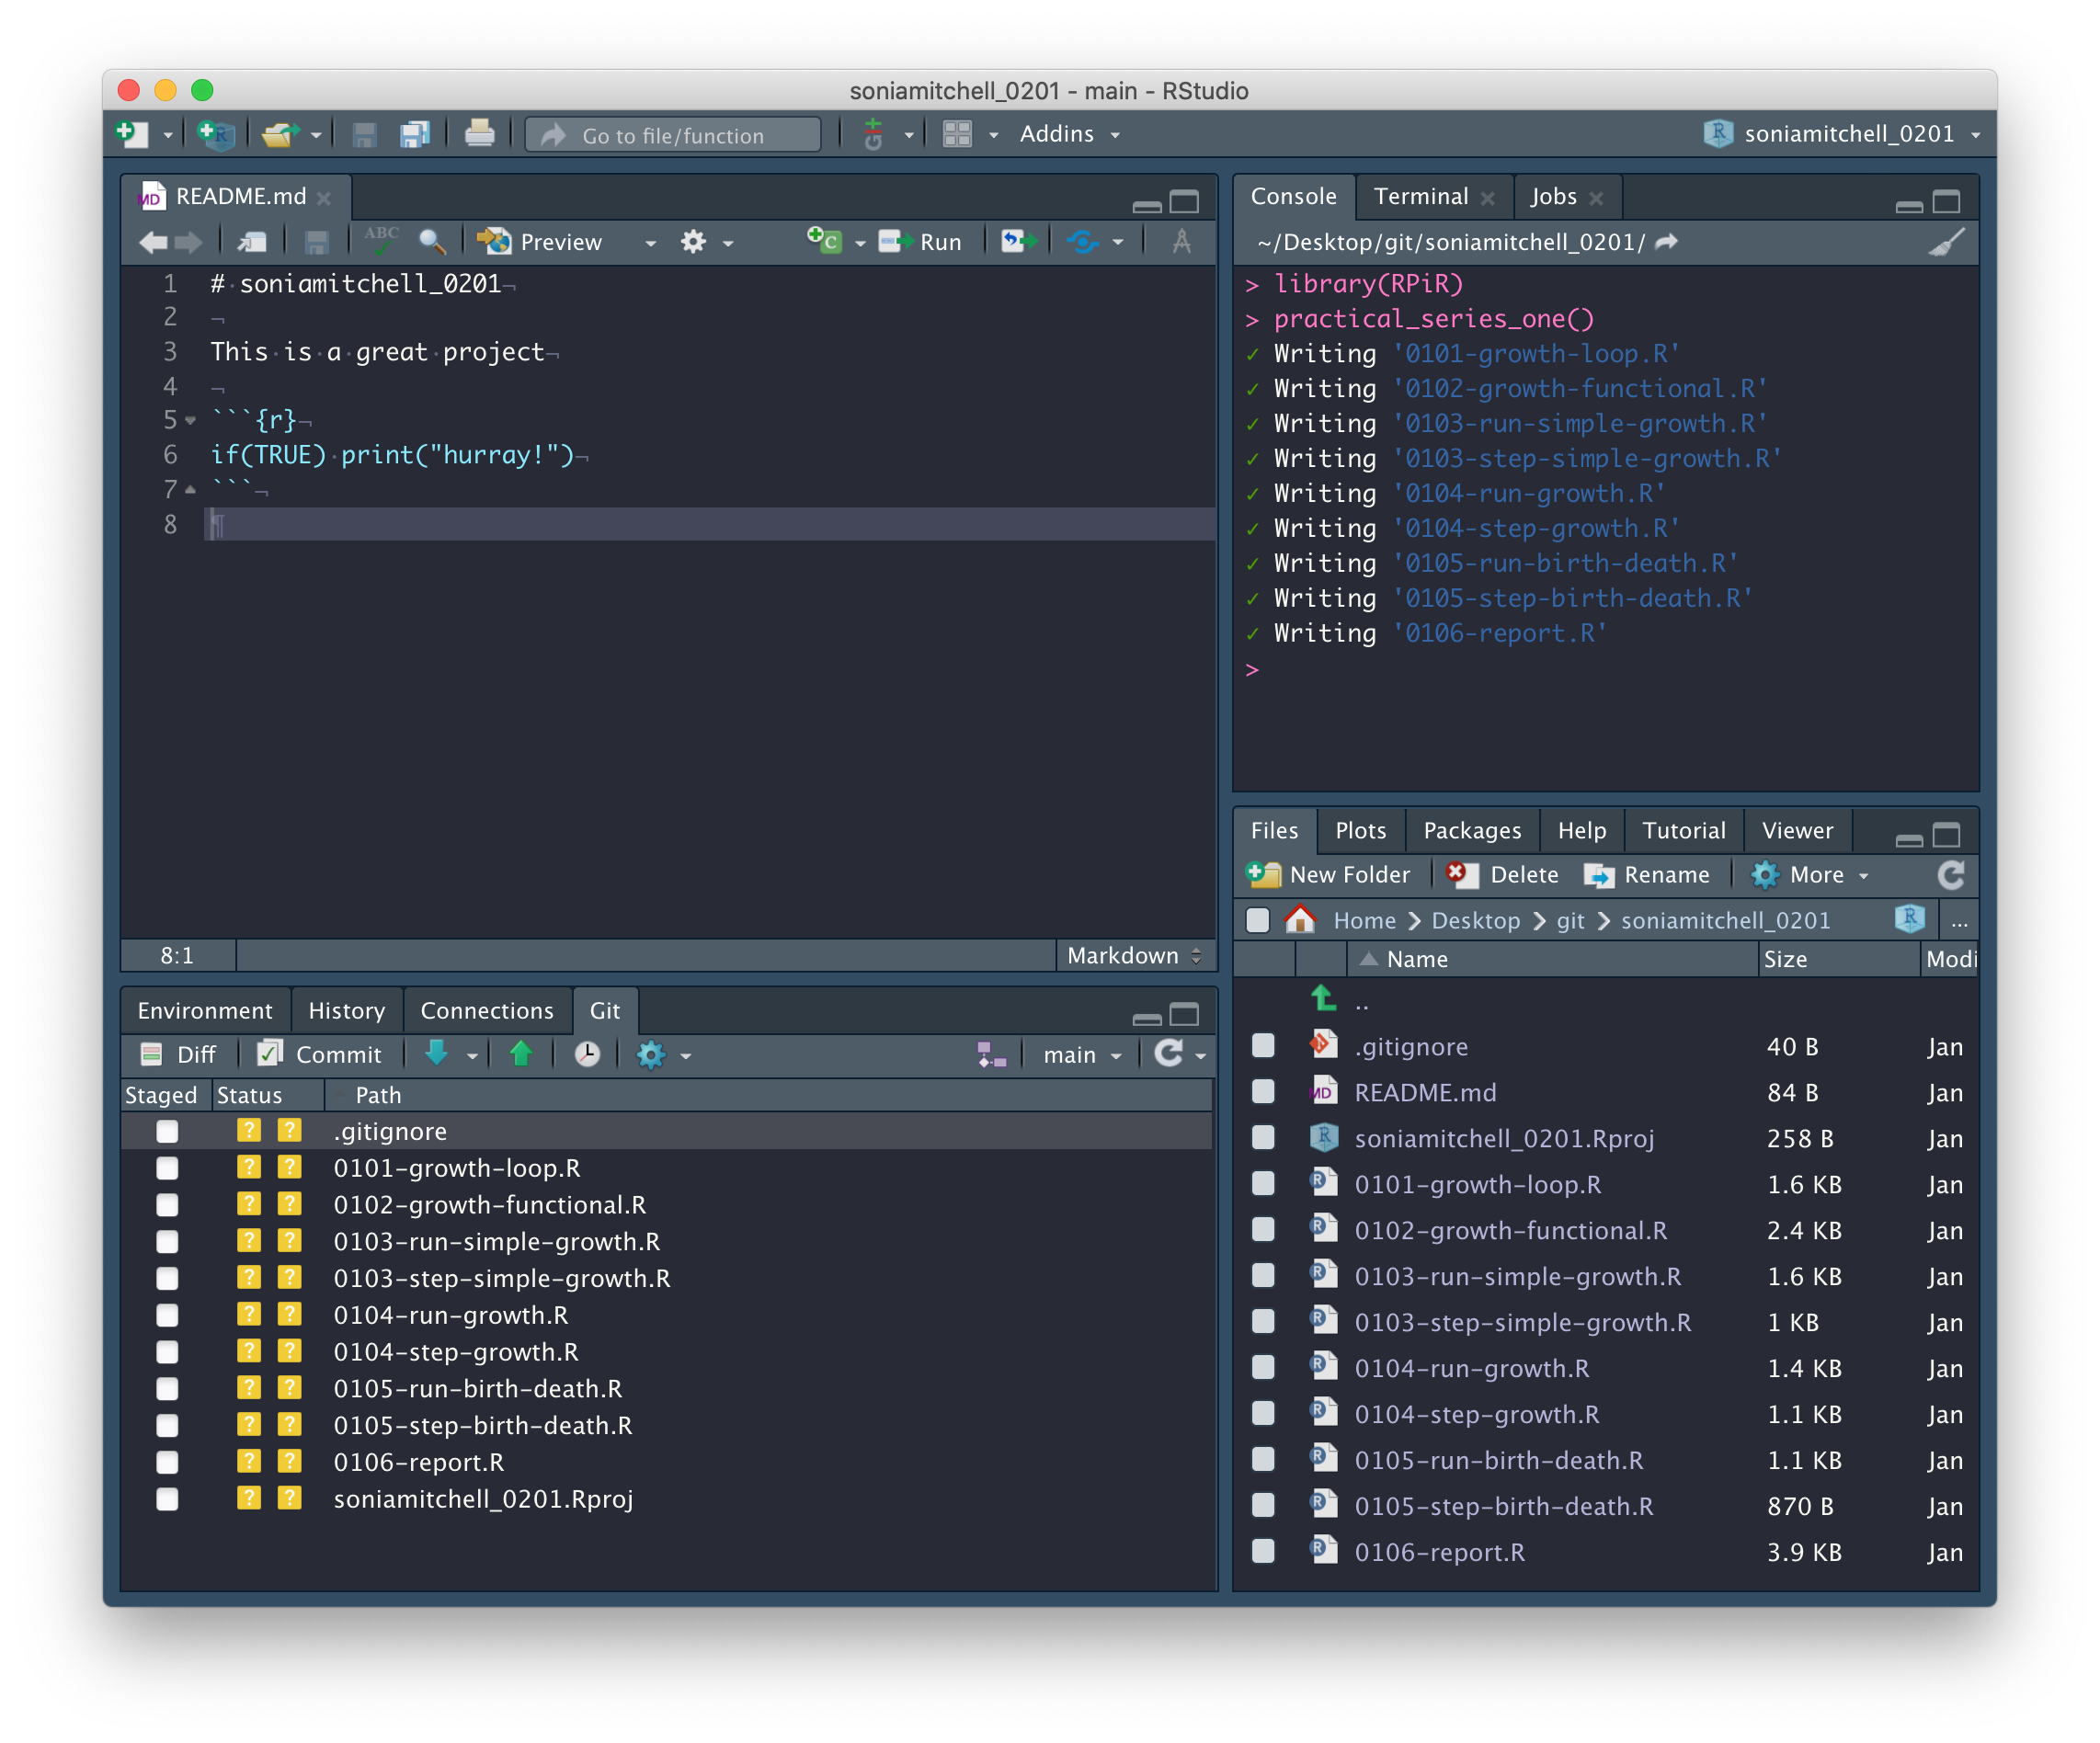 soniamitchell_0201 - main - RStudio
Go to file/function
Addins
soniamitchell_0201
README.md
ABC
Preview
Run
1 # soniamitchell_0201
2
3 This is a great project
4
5 ```{r}
6 if(TRUE) print("hurray!")
7 ```
8
8:1
Markdown
Console Terminal Jobs
~/Desktop/git/soniamitchell_0201/
> library(RPiR)
> practical_series_one()
✓ Writing '0101-growth-loop.R'
✓ Writing '0102-growth-functional.R'
✓ Writing '0103-run-simple-growth.R'
✓ Writing '0103-step-simple-growth.R'
✓ Writing '0104-run-growth.R'
✓ Writing '0104-step-growth.R'
✓ Writing '0105-run-birth-death.R'
✓ Writing '0105-step-birth-death.R'
✓ Writing '0106-report.R'
>
Environment History Connections Git
Diff Commit main
Staged Status Path
? ? .gitignore
? ? 0101-growth-loop.R
? ? 0102-growth-functional.R
? ? 0103-run-simple-growth.R
? ? 0103-step-simple-growth.R
? ? 0104-run-growth.R
? ? 0104-step-growth.R
? ? 0105-run-birth-death.R
? ? 0105-step-birth-death.R
? ? 0106-report.R
? ? soniamitchell_0201.Rproj
Files Plots Packages Help Tutorial Viewer
New Folder Delete Rename More
Home > Desktop > git > soniamitchell_0201 ...
Name Size Modi
..
.gitignore 40 B Jan
README.md 84 B Jan
soniamitchell_0201.Rproj 258 B Jan
0101-growth-loop.R 1.6 KB Jan
0102-growth-functional.R 2.4 KB Jan
0103-run-simple-growth.R 1.6 KB Jan
0103-step-simple-growth.R 1 KB Jan
0104-run-growth.R 1.4 KB Jan
0104-step-growth.R 1.1 KB Jan
0105-run-birth-death.R 1.1 KB Jan
0105-step-birth-death.R 870 B Jan
0106-report.R 3.9 KB Jan